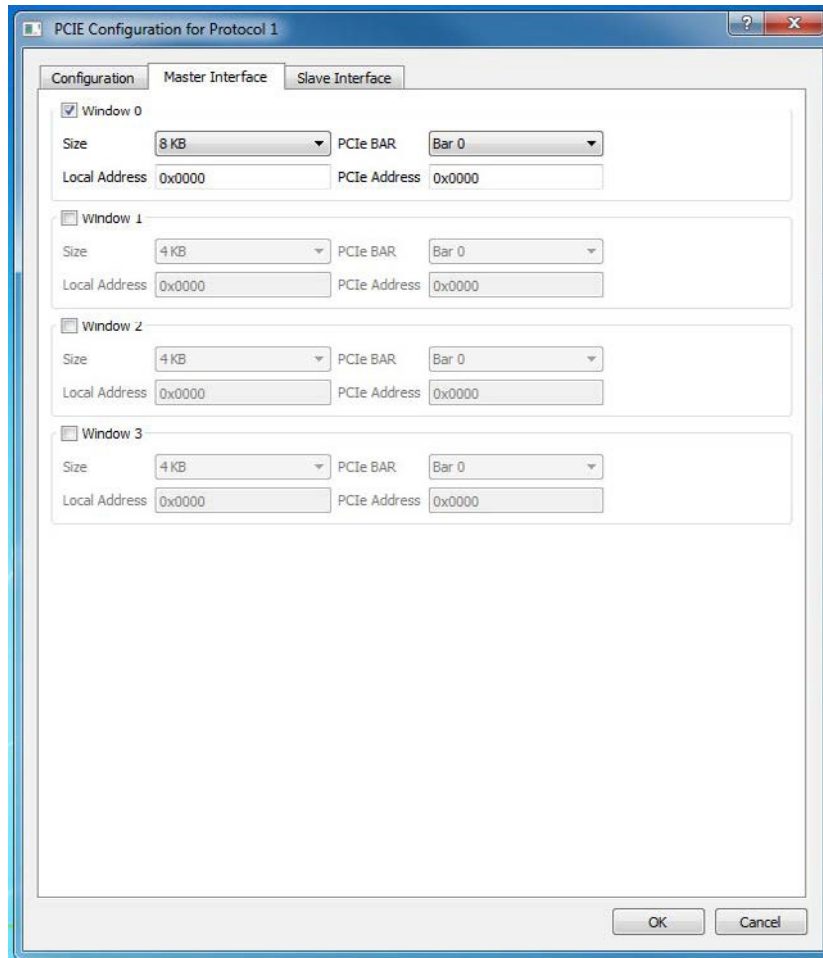 PCIE Configuration for Protocol 1
?
Configuration Master Interface Slave Interface
Window 0
Size 8 KB PCIe BAR Bar 0
Local Address 0x0000 PCIe Address 0x0000
Window 1
Size 4 KB PCIe BAR Bar 0
Local Address 0x0000 PCIe Address 0x0000
Window 2
Size 4 KB PCIe BAR Bar 0
Local Address 0x0000 PCIe Address 0x0000
Window 3
Size 4 KB PCIe BAR Bar 0
Local Address 0x0000 PCIe Address 0x0000
OK Cancel